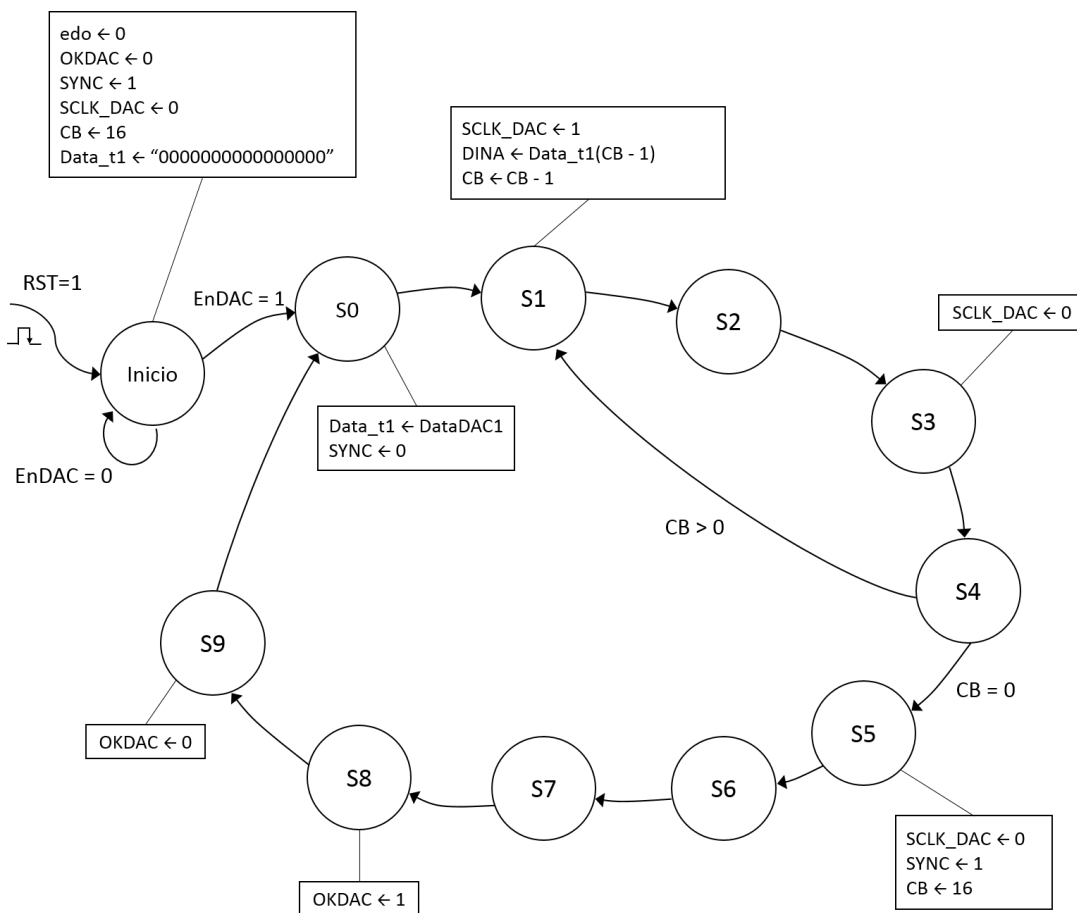 edo ← 0
OKDAC ← 0
SYNC ← 1
SCLK_DAC ← 0
CB ← 16
Data_t1 ← “0000000000000000”
SCLK_DAC ← 1
DINA ← Data_t1(CB - 1)
CB ← CB - 1
RST=1
EnDAC = 1
S0
S1
S2
SCLK_DAC ← 0
Inicio
EnDAC = 0
Data_t1 ← DataDAC1
SYNC ← 0
S3
CB > 0
S4
S9
CB = 0
OKDAC ← 0
S8
S7
S6
S5
SCLK_DAC ← 0
SYNC ← 1
CB ← 16
OKDAC ← 1